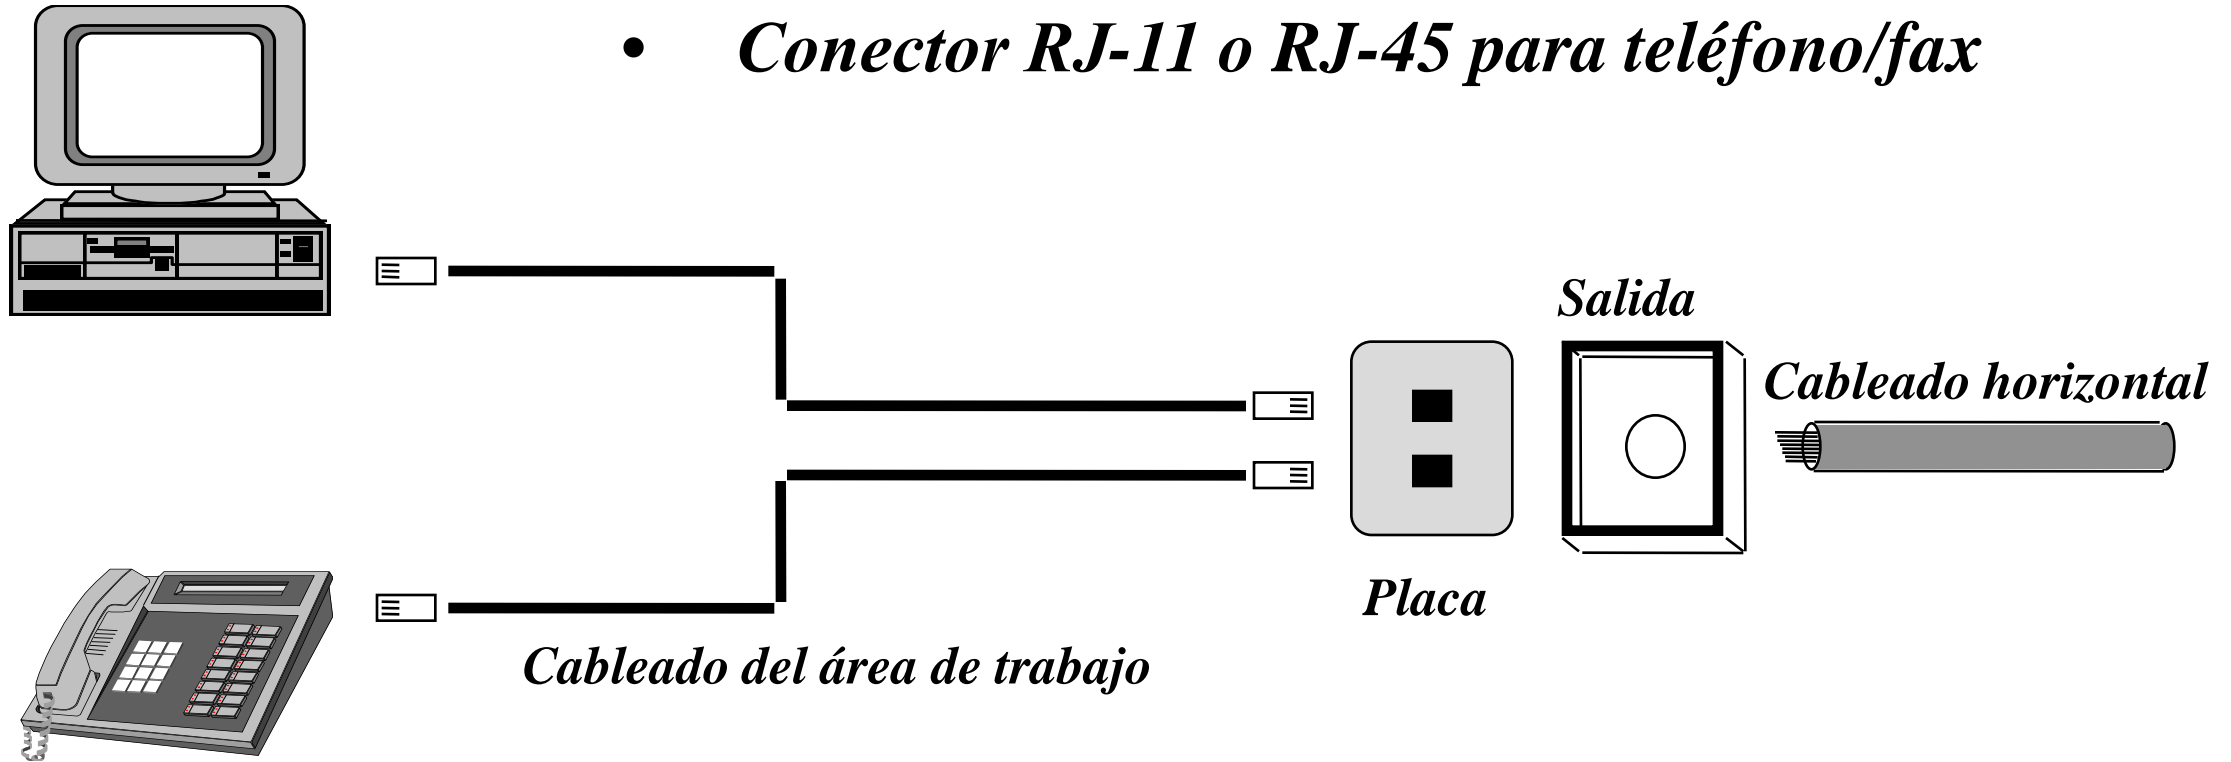 • Conector RJ-11 o RJ-45 para teléfono/fax
Salida
Cableado horizontal
Placa
Cableado del área de trabajo